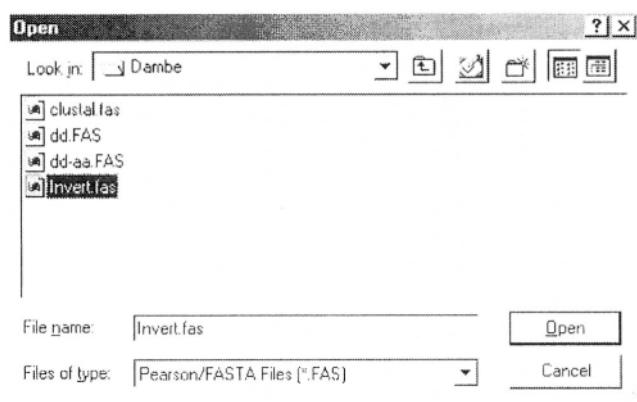 Open ? ×
Look in: Dambe
clustal.fas
dd.FAS
dd-aa.FAS
Invert.fas
File name: Invert.fas Open
Files of type: Pearson/FASTA Files (*.FAS) Cancel